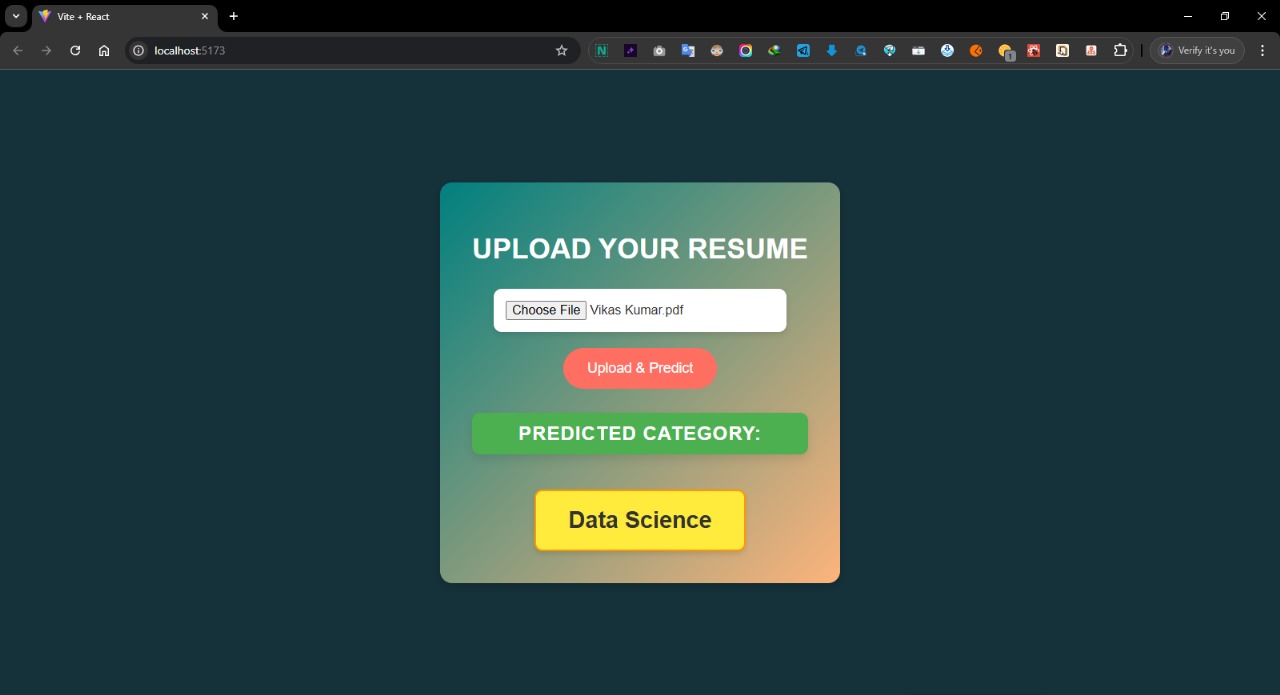 Vite + React
localhost:5173
1
Verify it's you
UPLOAD YOUR RESUME
Choose File Vikas Kumar.pdf
Upload & Predict
PREDICTED CATEGORY:
Data Science